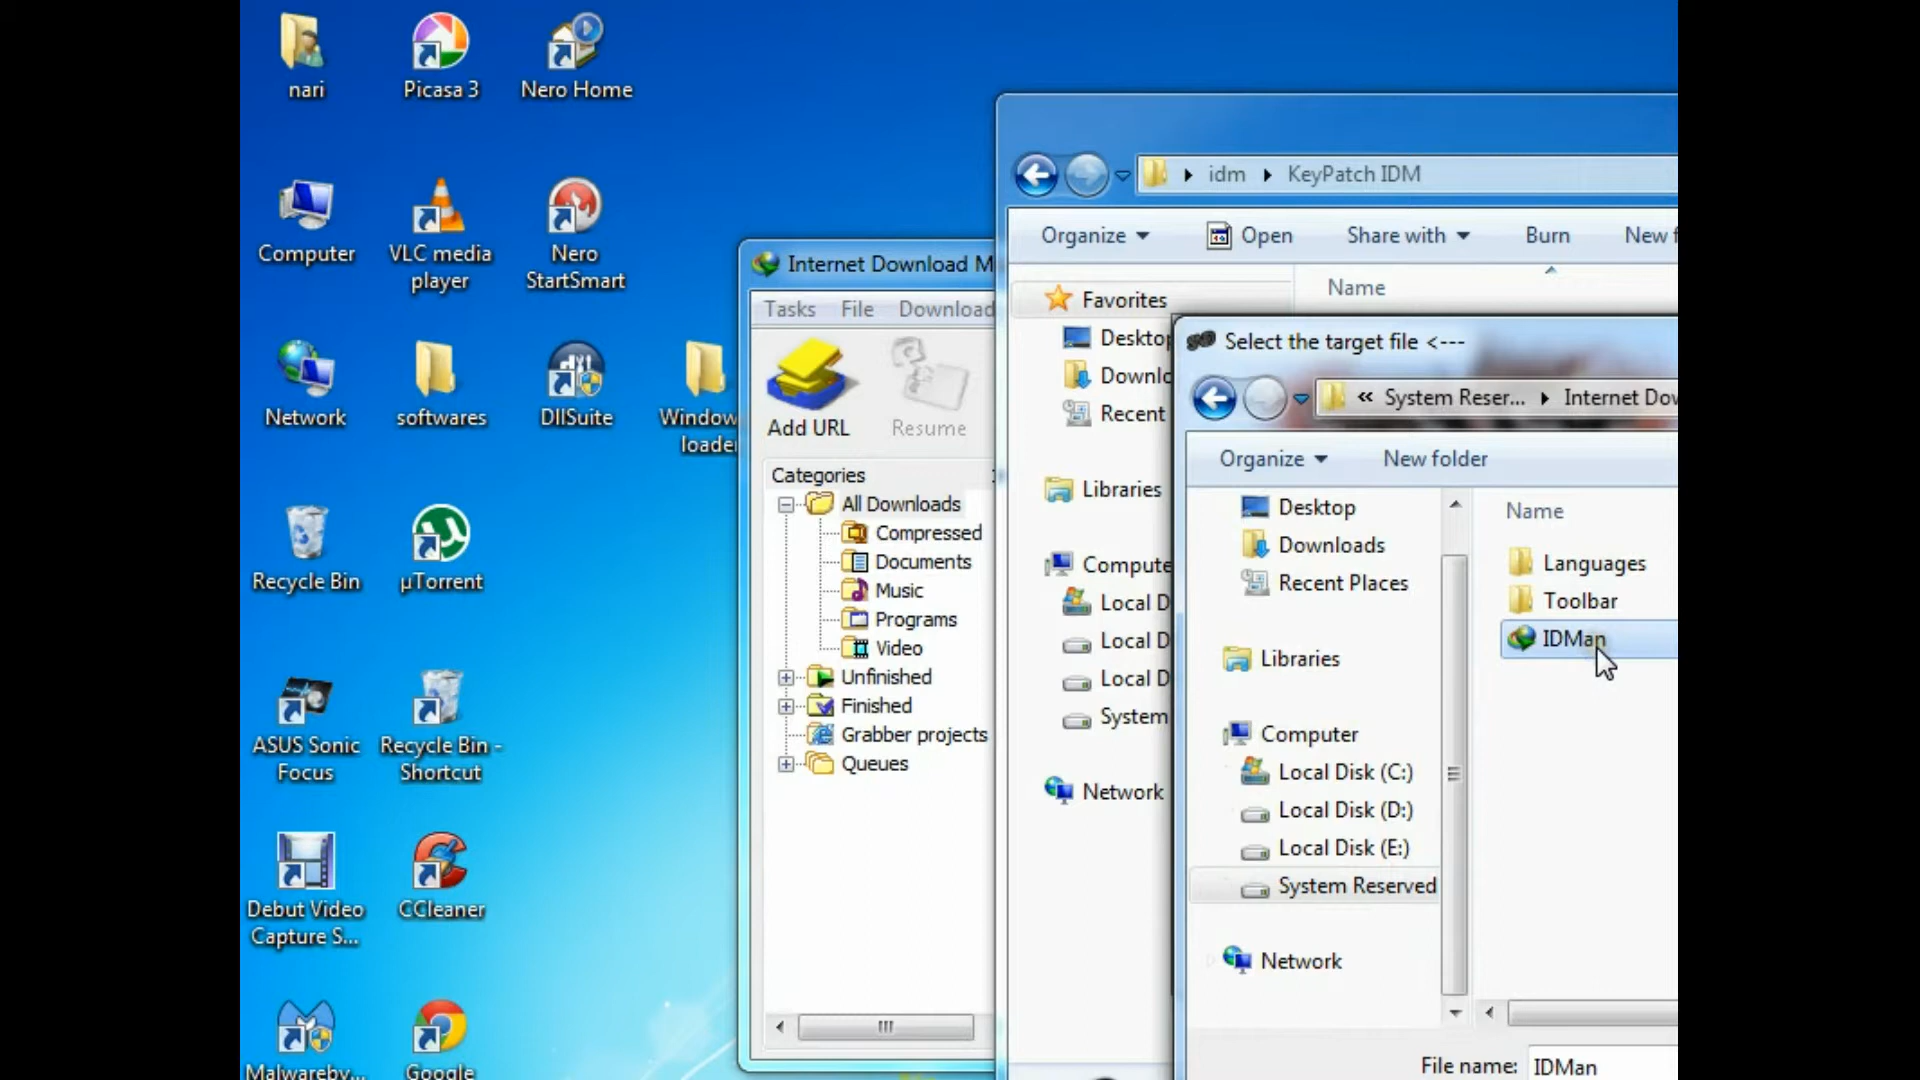 nari
Picasa 3
Nero Home
Computer
VLC media
player
Nero
StartSmart
Network
softwares
DllSuite
Window
loader
Recycle Bin
µTorrent
ASUS Sonic
Focus
Recycle Bin -
Shortcut
Debut Video
Capture S...
CCleaner
Malwareby...
Google
Internet Download M
Tasks
File
Download
Add URL
Resume
Categories
All Downloads
Compressed
Documents
Music
Programs
Video
Unfinished
Finished
Grabber projects
Queues
idm
KeyPatch IDM
Organize
Open
Share with
Burn
New f
Name
Favorites
Desktop
Downlo
Recent
Libraries
Compute
Local D
Local D
Local D
System
Network
Select the target file <---
« System Reser...
Internet Dow
Organize
New folder
Desktop
Downloads
Recent Places
Libraries
Computer
Local Disk (C:)
Local Disk (D:)
Local Disk (E:)
System Reserved
Network
Name
Languages
Toolbar
IDMan
File name:
IDMan